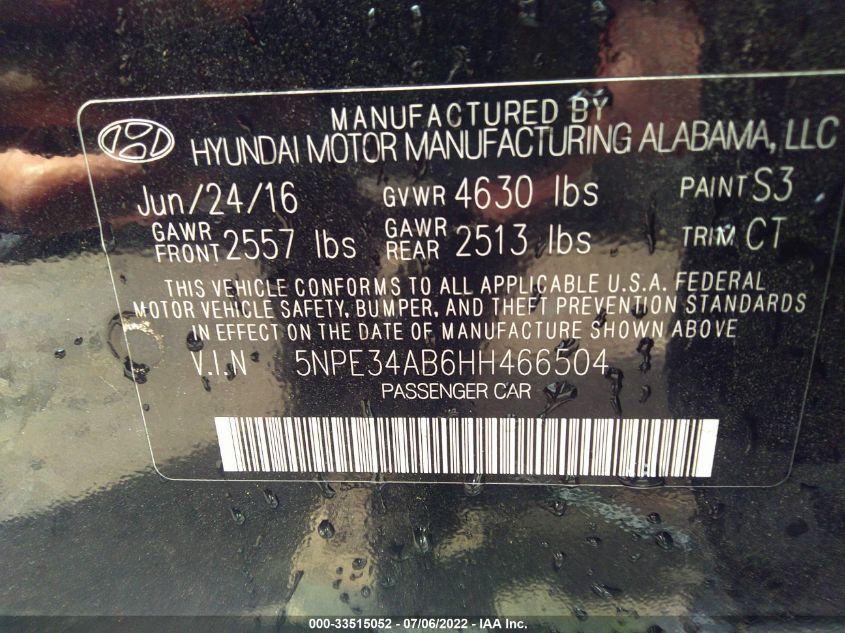 MANUFACTURED BY
HYUNDAI MOTOR MANUFACTURING ALABAMA, LLC
Jun/24/16 GVWR 4630 lbs PAINT S3
GAWR FRONT 2557 lbs GAWR REAR 2513 lbs TRIM CT
THIS VEHICLE CONFORMS TO ALL APPLICABLE U.S.A. FEDERAL
MOTOR VEHICLE SAFETY, BUMPER, AND THEFT PREVENTION STANDARDS
IN EFFECT ON THE DATE OF MANUFACTURE SHOWN ABOVE
V.I.N 5NPE34AB6HH466504
PASSENGER CAR
000-33515052 - 07/06/2022 - IAA Inc.